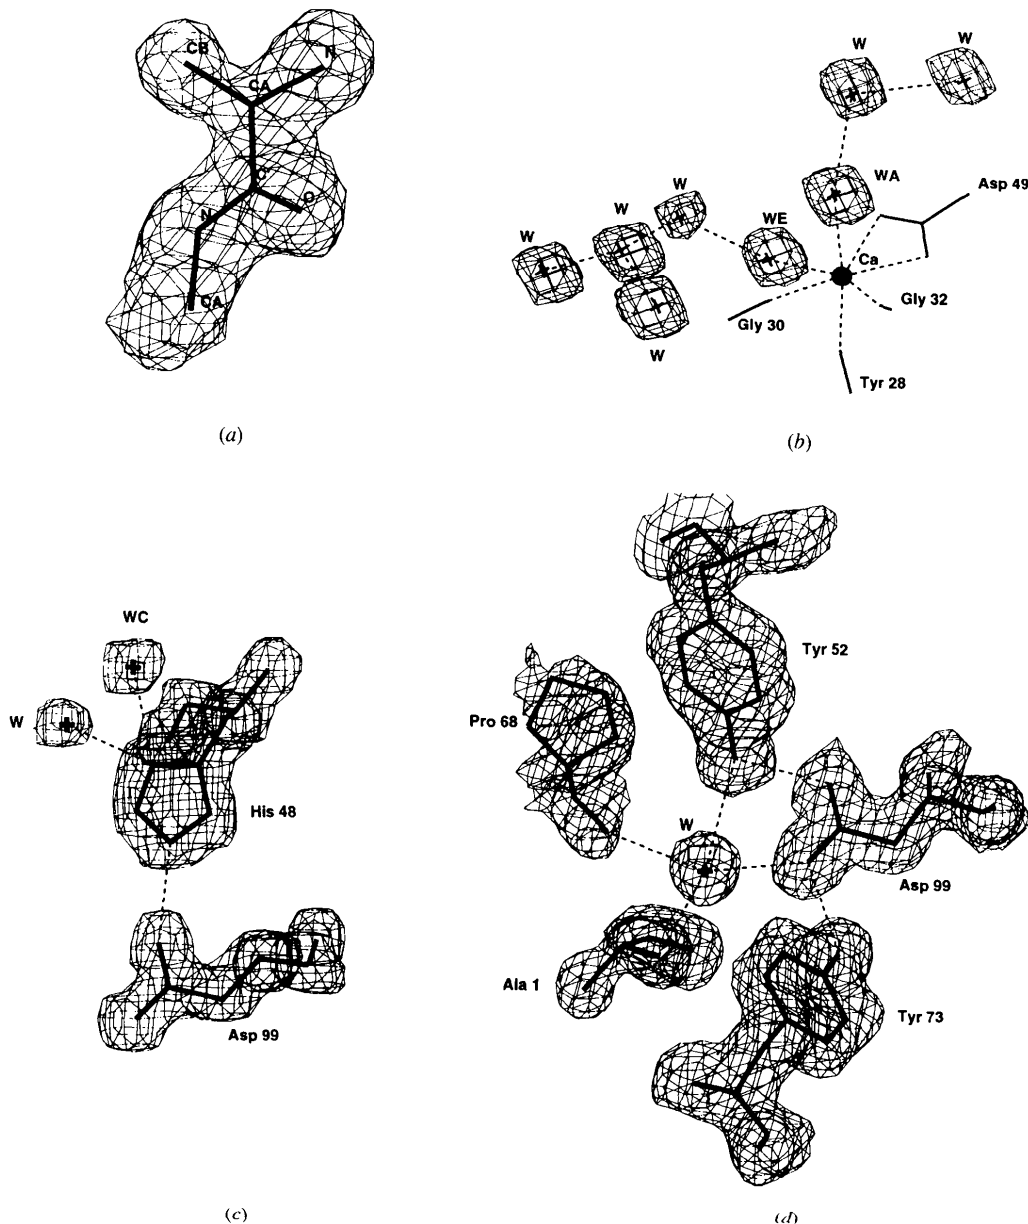 CB
N
CA
C
O
N
CA
(a)
W
W
WA
Asp 49
W
W
WE
W
Ca
Gly 32
Gly 30
W
Tyr 28
(b)
WC
W
His 48
Asp 99
(c)
Tyr 52
Pro 68
W
Asp 99
Ala 1
Tyr 73
(d)